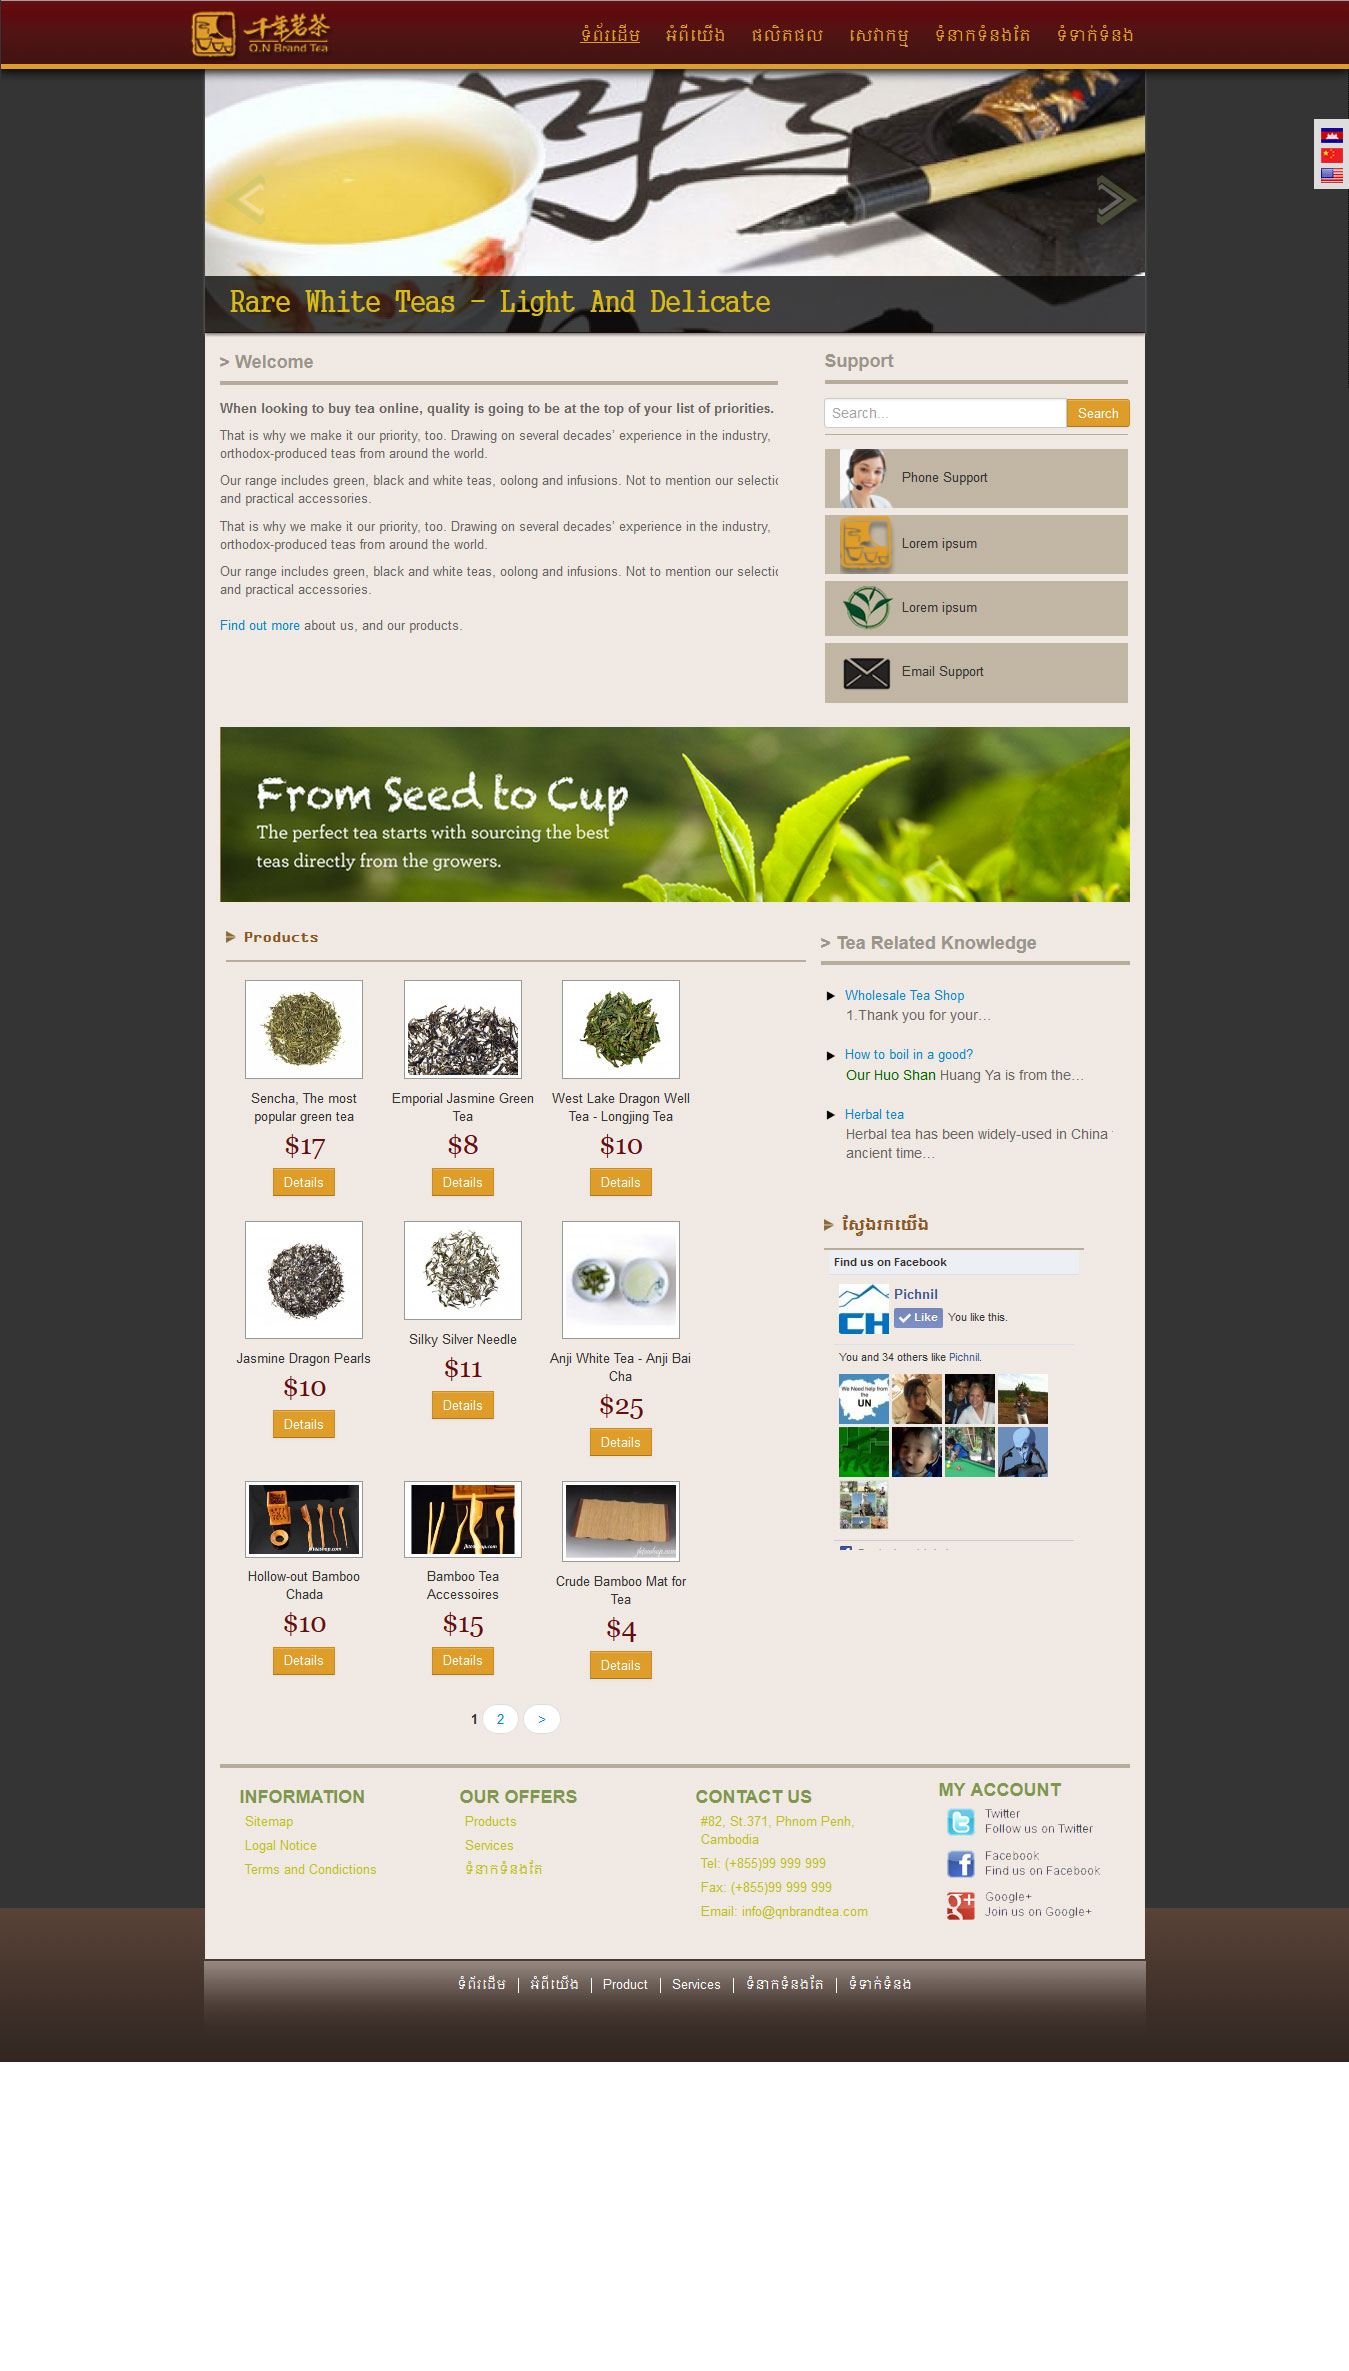 千年茗茶
Q.N Brand Tea
ទំព័រដើម
អំពីយើង
ផលិតផល
សេវាកម្ម
ទំនាកទំនងតែ
ទំទាក់ទំនង
Rare White Teas - Light And Delicate
> Welcome
When looking to buy tea online, quality is going to be at the top of your list of priorities.
That is why we make it our priority, too. Drawing on several decades’ experience in the industry,
orthodox-produced teas from around the world.
Our range includes green, black and white teas, oolong and infusions. Not to mention our selectic
and practical accessories.
That is why we make it our priority, too. Drawing on several decades’ experience in the industry,
orthodox-produced teas from around the world.
Our range includes green, black and white teas, oolong and infusions. Not to mention our selectic
and practical accessories.
Find out more about us, and our products.
Support
Search...
Search
Phone Support
Lorem ipsum
Lorem ipsum
Email Support
From Seed to Cup
The perfect tea starts with sourcing the best
teas directly from the growers.
Products
Sencha, The most
popular green tea
$17
Details
Emporial Jasmine Green
Tea
$8
Details
West Lake Dragon Well
Tea - Longjing Tea
$10
Details
Jasmine Dragon Pearls
$10
Details
Silky Silver Needle
$11
Details
Anji White Tea - Anji Bai
Cha
$25
Details
jkteashop.com
Hollow-out Bamboo
Chada
$10
Details
jkteashop.com
Bamboo Tea
Accessoires
$15
Details
jkteashop.com
Crude Bamboo Mat for
Tea
$4
Details
1 2 >
> Tea Related Knowledge
Wholesale Tea Shop
1.Thank you for your...
How to boil in a good?
Our Huo Shan Huang Ya is from the...
Herbal tea
Herbal tea has been widely-used in China
ancient time...
ស្វែងរកយើង
Find us on Facebook
CH
Pichnil
Like You like this.
You and 34 others like Pichnil.
We Need help from
the
UN
INFORMATION
Sitemap
Logal Notice
Terms and Condictions
OUR OFFERS
Products
Services
ទំនាកទំនងតែ
CONTACT US
#82, St.371, Phnom Penh,
Cambodia
Tel: (+855)99 999 999
Fax: (+855)99 999 999
Email: info@qnbrandtea.com
MY ACCOUNT
Twitter
Follow us on Twitter
Facebook
Find us on Facebook
Google+
Join us on Google+
ទំព័រដើម | អំពីយើង | Product | Services | ទំនាកទំនងតែ | ទំទាក់ទំនង